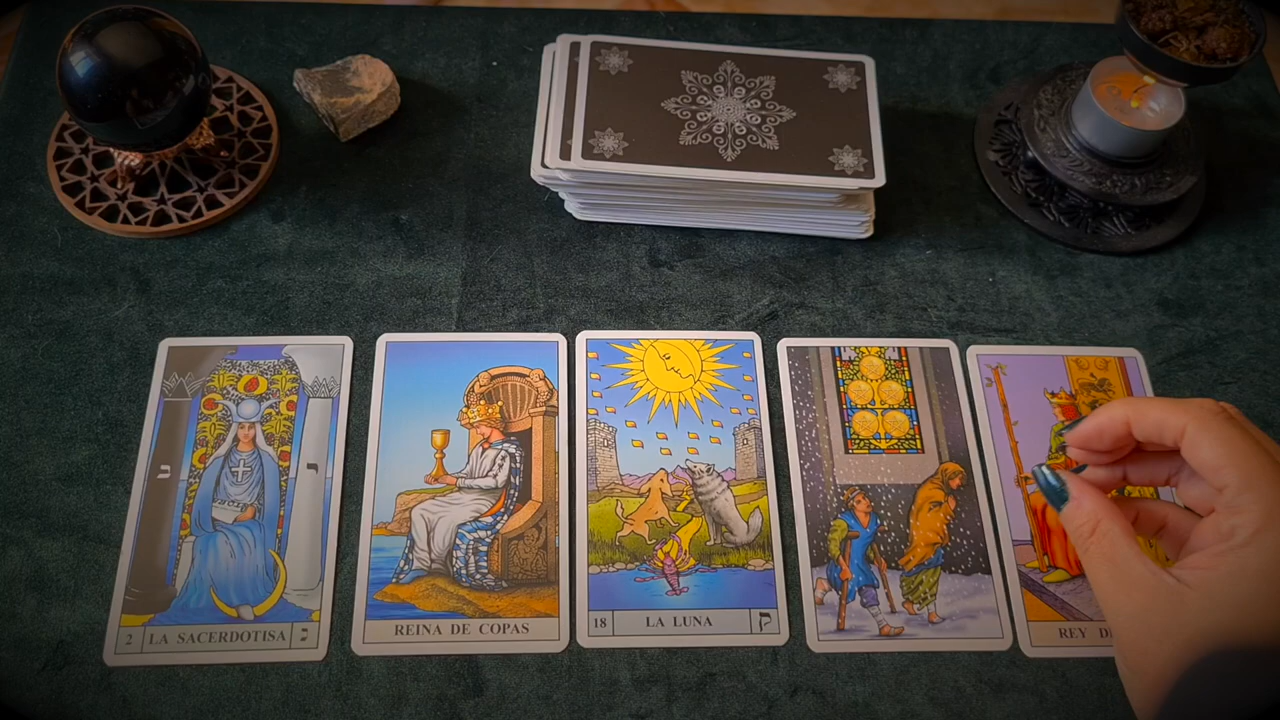 2 LA SACERDOTISA כ
REINA DE COPAS
18 LA LUNA ק
REY